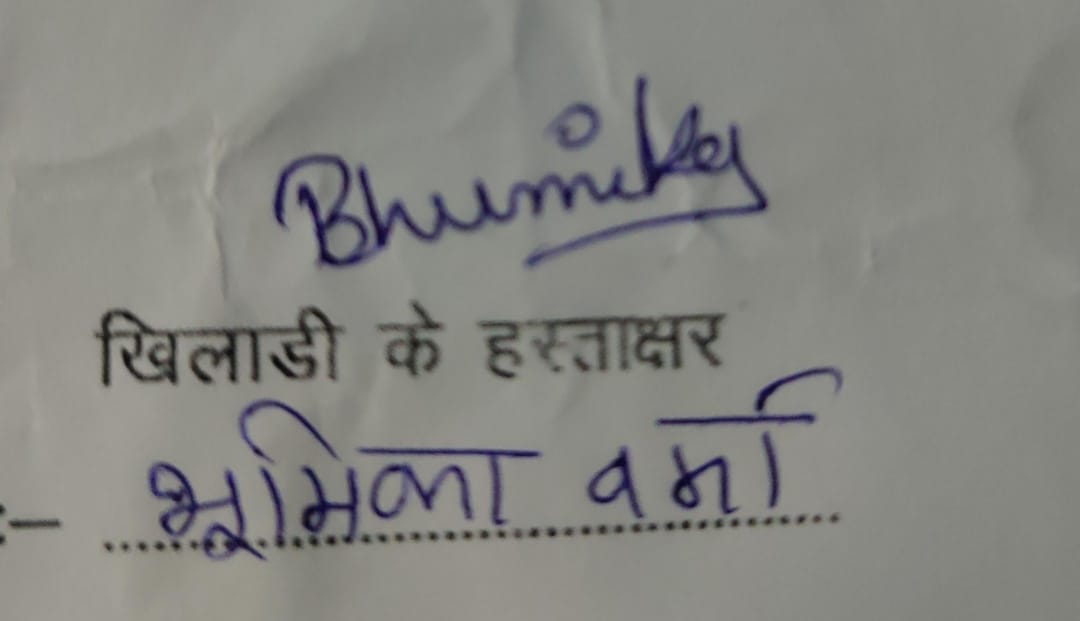 Bhumika
खिलाडी के हस्ताक्षर
:- भूमिका वर्मा